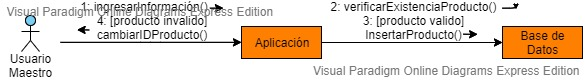 1: ingresarInformación()
2: verificarExistenciaProducto()
Visual Paradigm Online Diagrams Express Edition
4: [producto invalido]
cambiarIDProducto()
3: [producto valido]
InsertarProducto()
Aplicación
Base de
Datos
Usuario
Maestro
Visual Paradigm Online Diagrams Express Edition